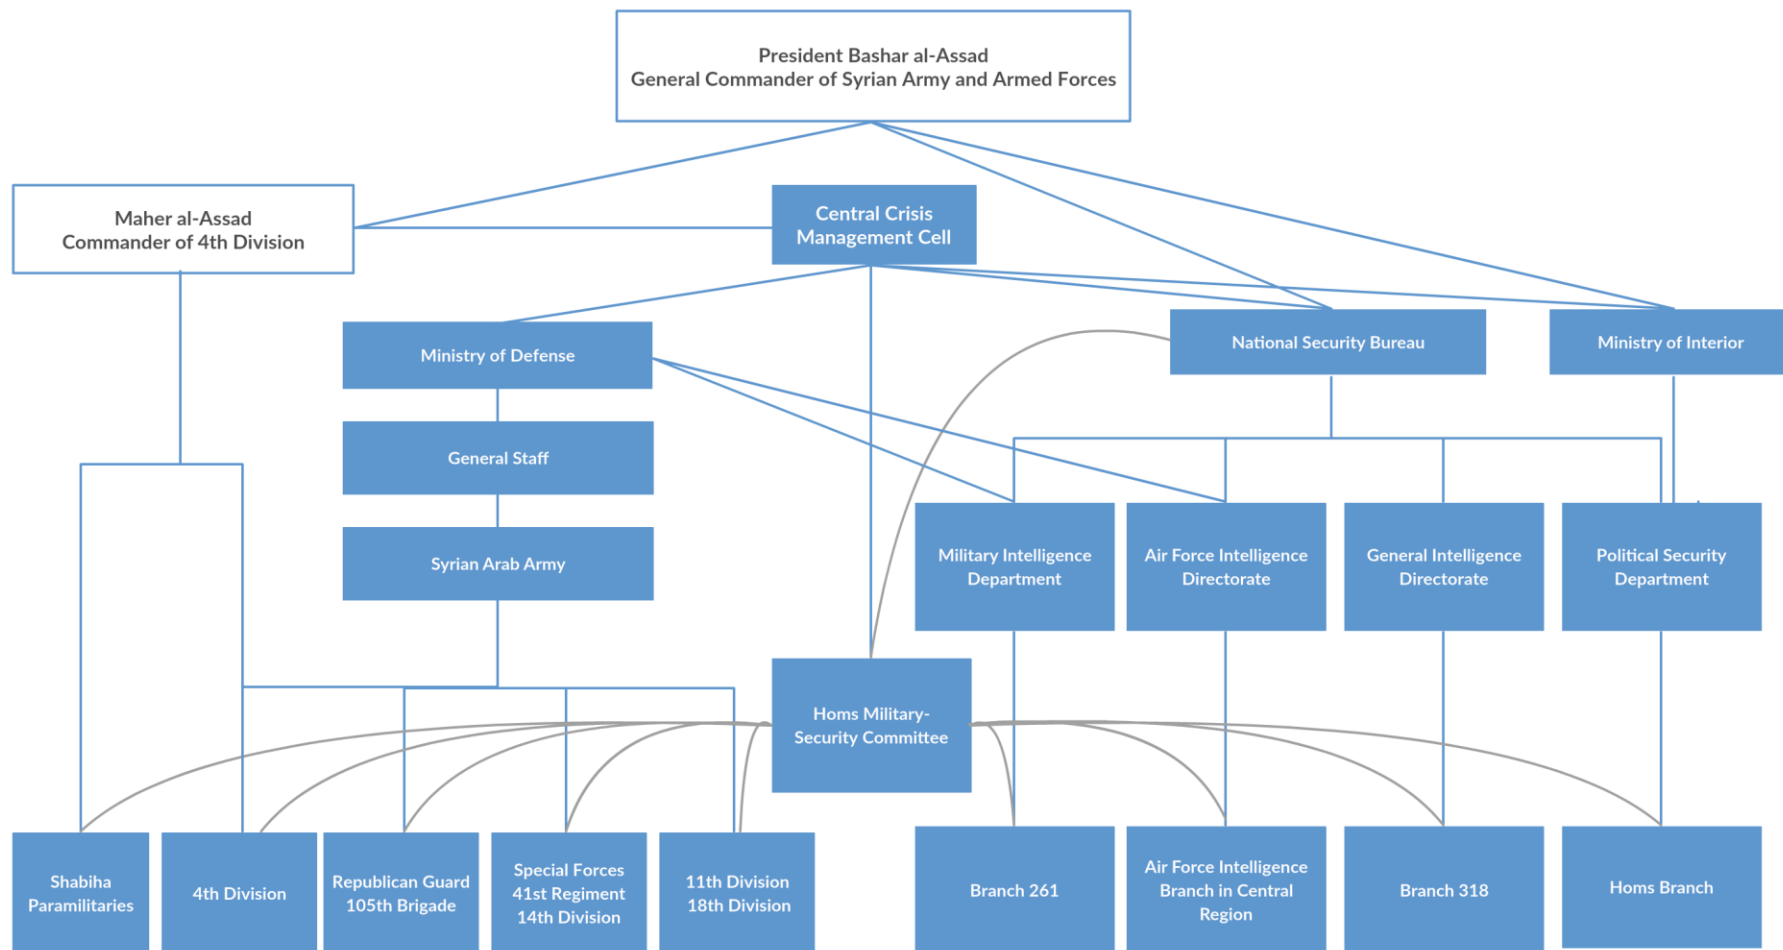 President Bashar al-Assad
General Commander of Syrian Army and Armed Forces
Maher al-Assad
Commander of 4th Division
Central Crisis
Management Cell
Ministry of Defense
National Security Bureau
Ministry of Interior
General Staff
Syrian Arab Army
Military Intelligence
Department
Air Force Intelligence
Directorate
General Intelligence
Directorate
Political Security
Department
Homs Military-
Security Committee
Shabiha
Paramilitaries
4th Division
Republican Guard
105th Brigade
Special Forces
41st Regiment
14th Division
11th Division
18th Division
Branch 261
Air Force Intelligence
Branch in Central
Region
Branch 318
Homs Branch